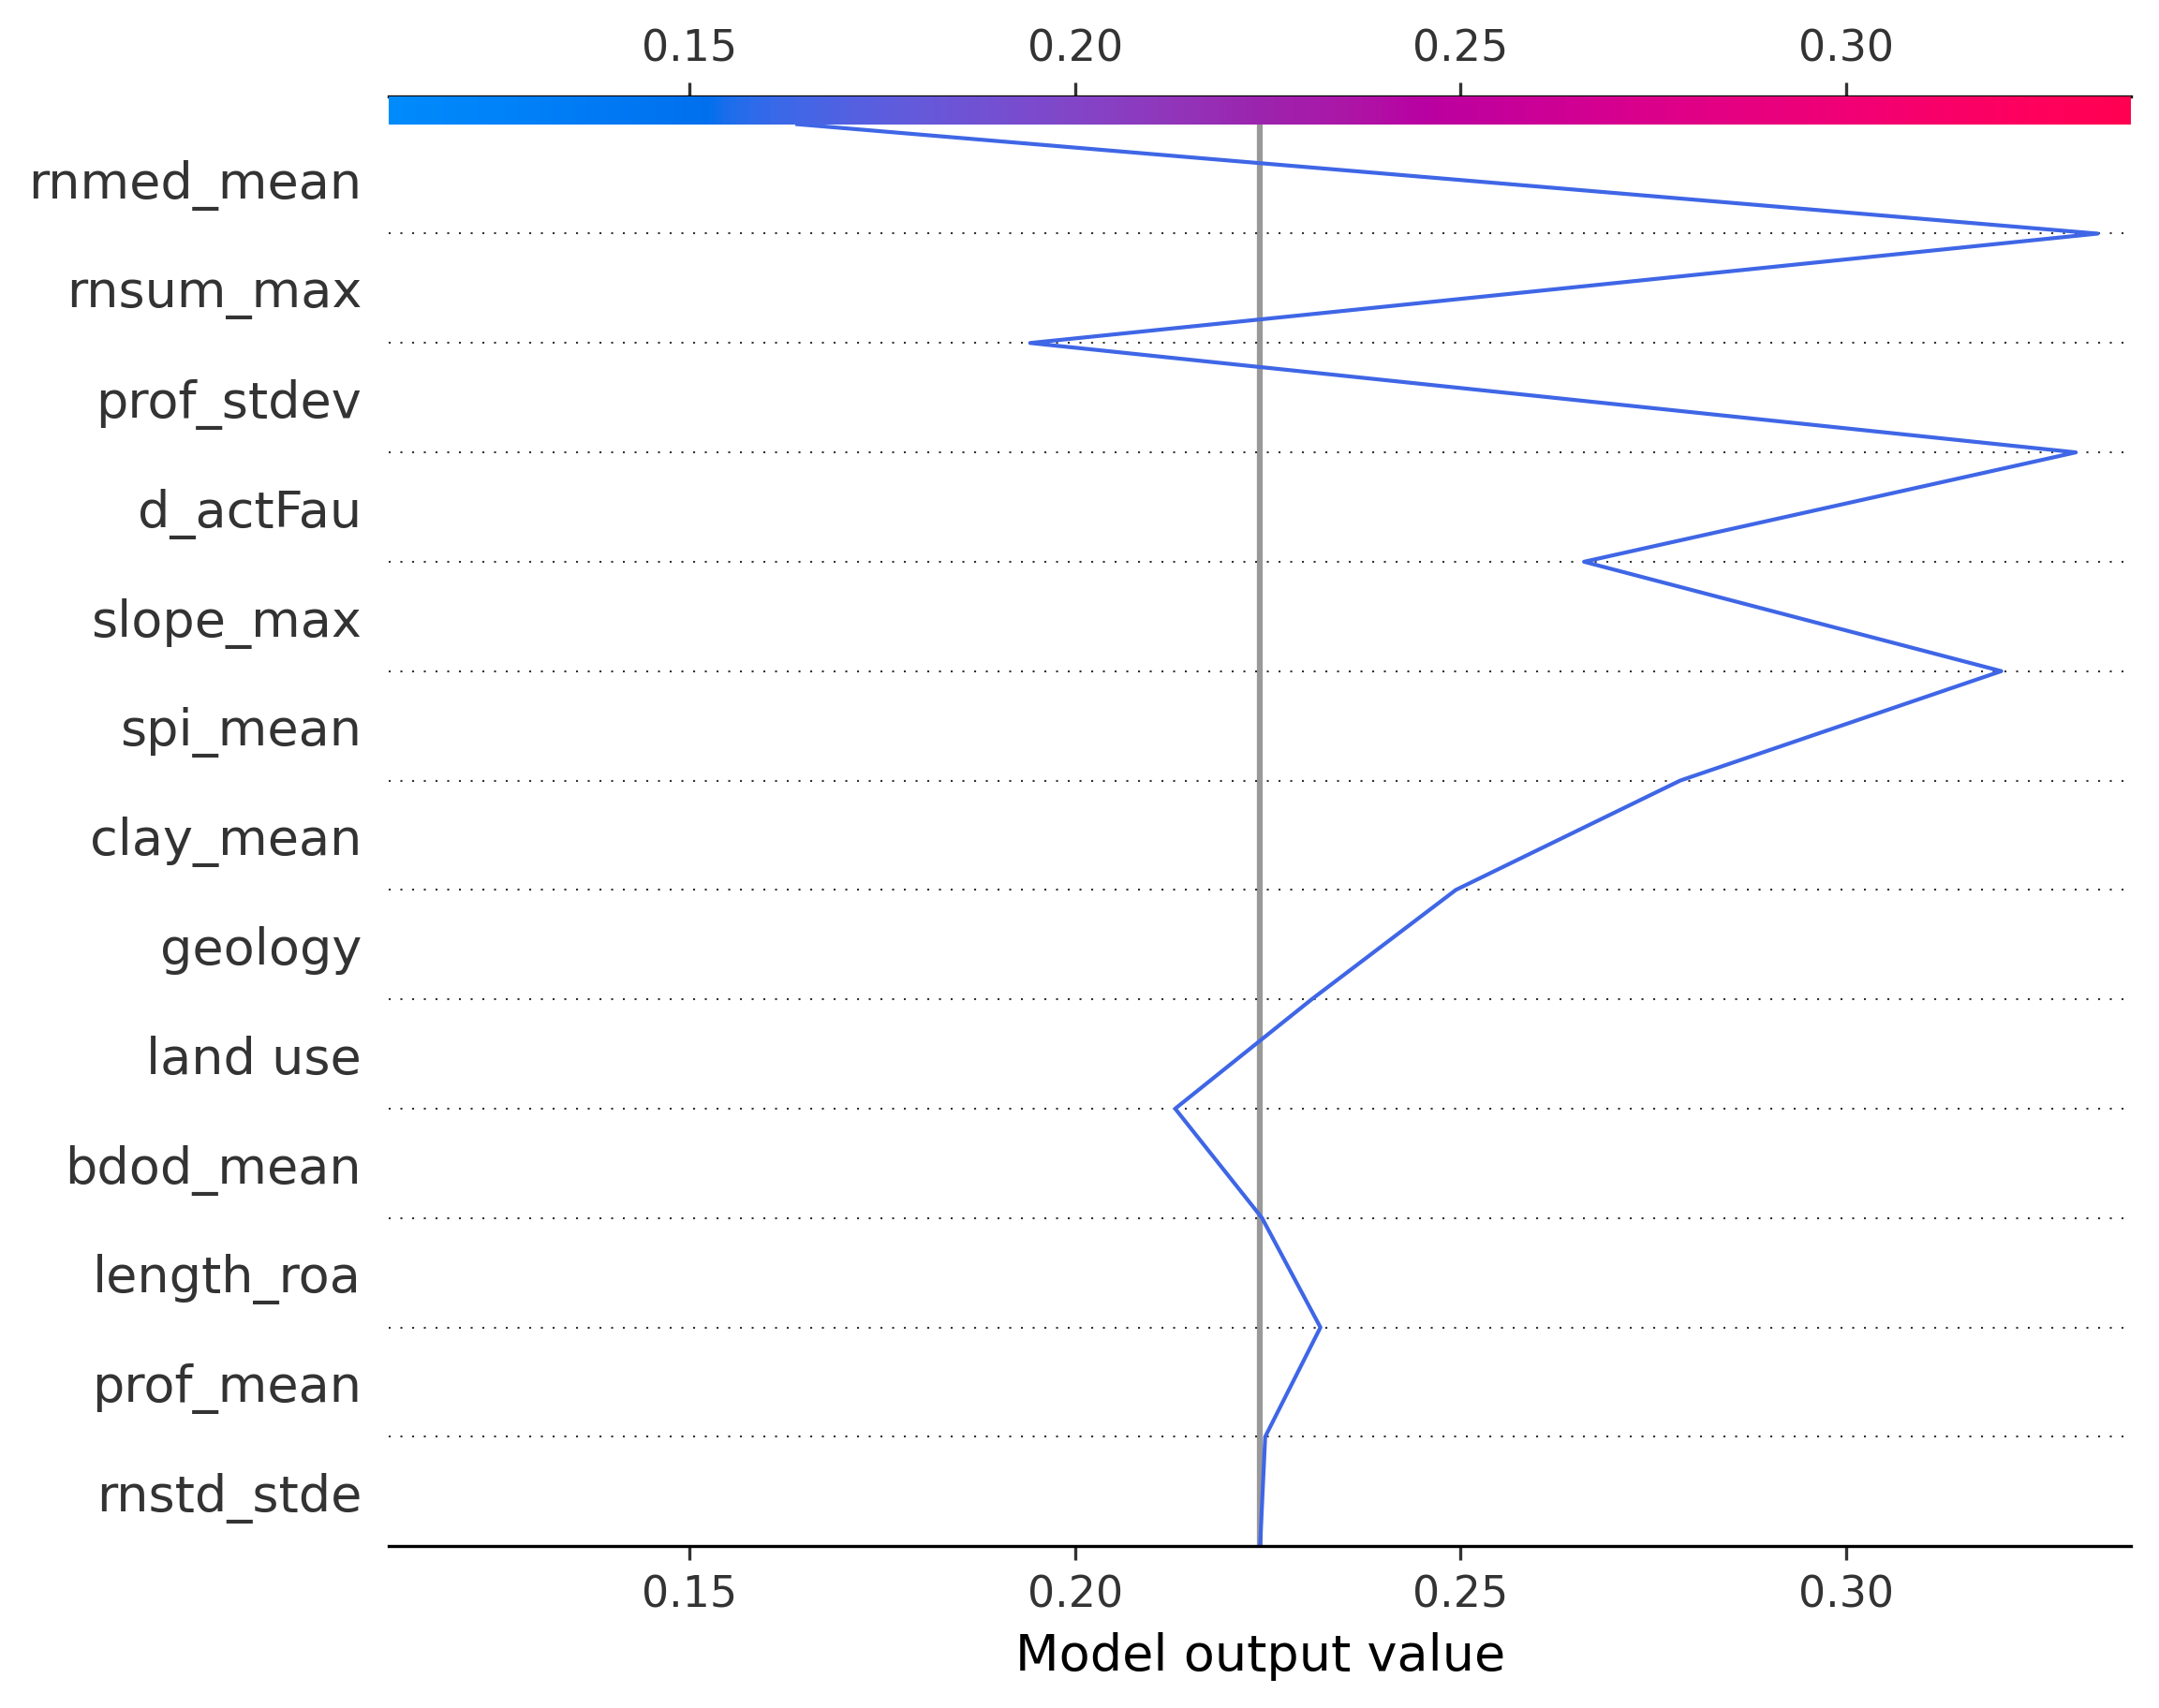 0.15 0.20 0.25 0.30
rnmed_mean
rnsum_max
prof_stdev
d_actFau
slope_max
spi_mean
clay_mean
geology
land use
bdod_mean
length_roa
prof_mean
rnstd_stde
0.15 0.20 0.25 0.30
Model output value